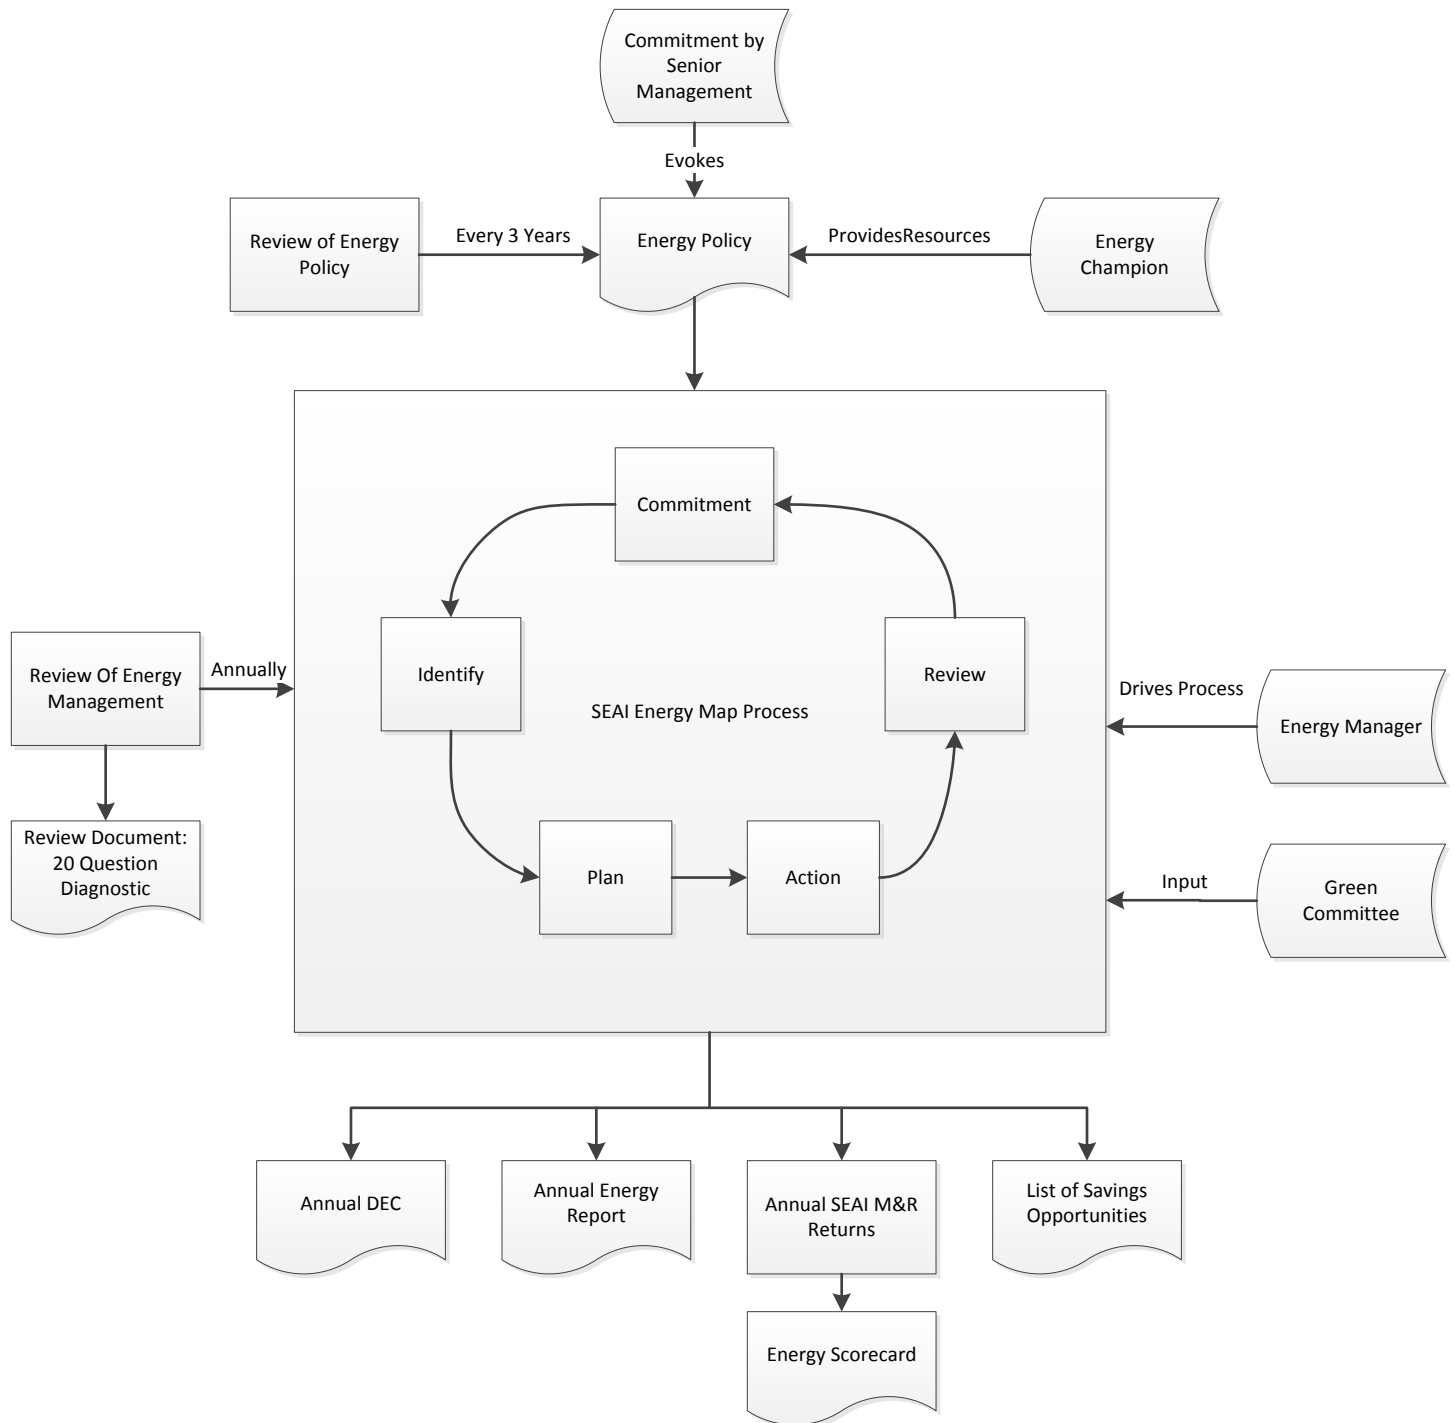 Commitment by
Senior
Management
Evokes
Review of Energy
Policy
Every 3 Years
Energy Policy
ProvidesResources
Energy
Champion
Commitment
Identify
Review
SEAI Energy Map Process
Plan
Action
Review Of Energy
Management
Annually
Review Document:
20 Question
Diagnostic
Drives Process
Energy Manager
Input
Green
Committee
Annual DEC
Annual Energy
Report
Annual SEAI M&R
Returns
List of Savings
Opportunities
Energy Scorecard